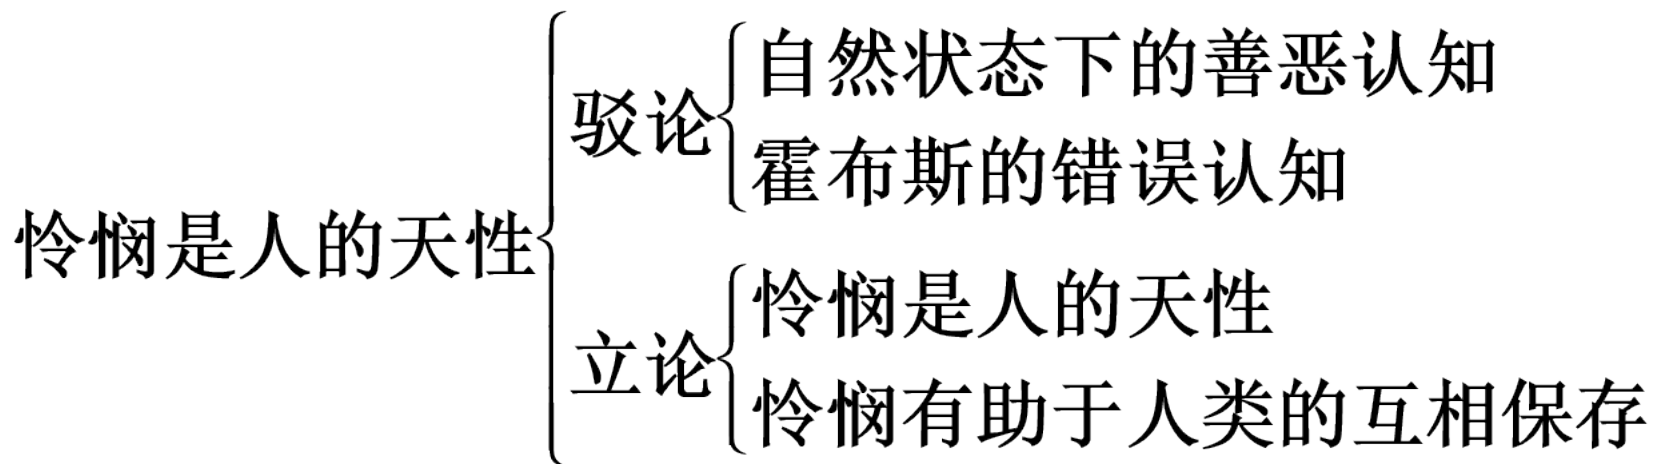 怜悯是人的天性
驳论
自然状态下的善恶认知
霍布斯的错误认知
立论
怜悯是人的天性
怜悯有助于人类的互相保存